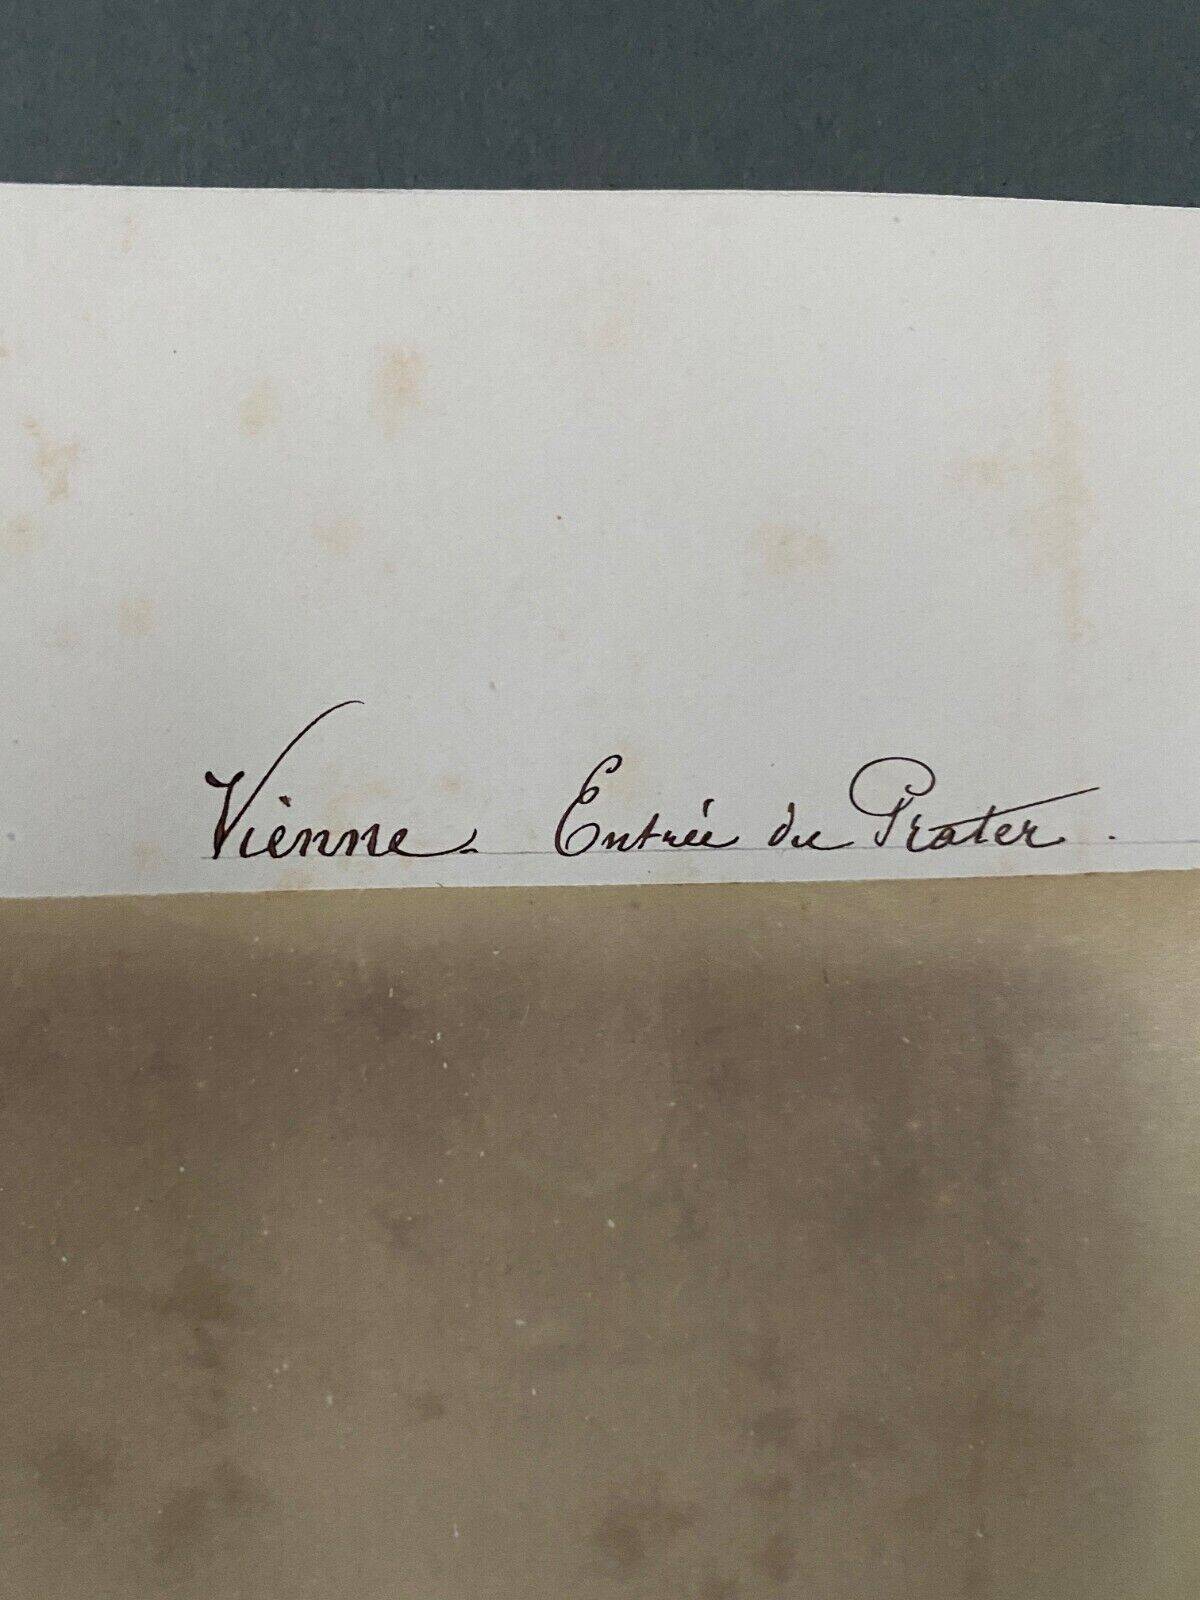 Vienne. Entrée du Prater.